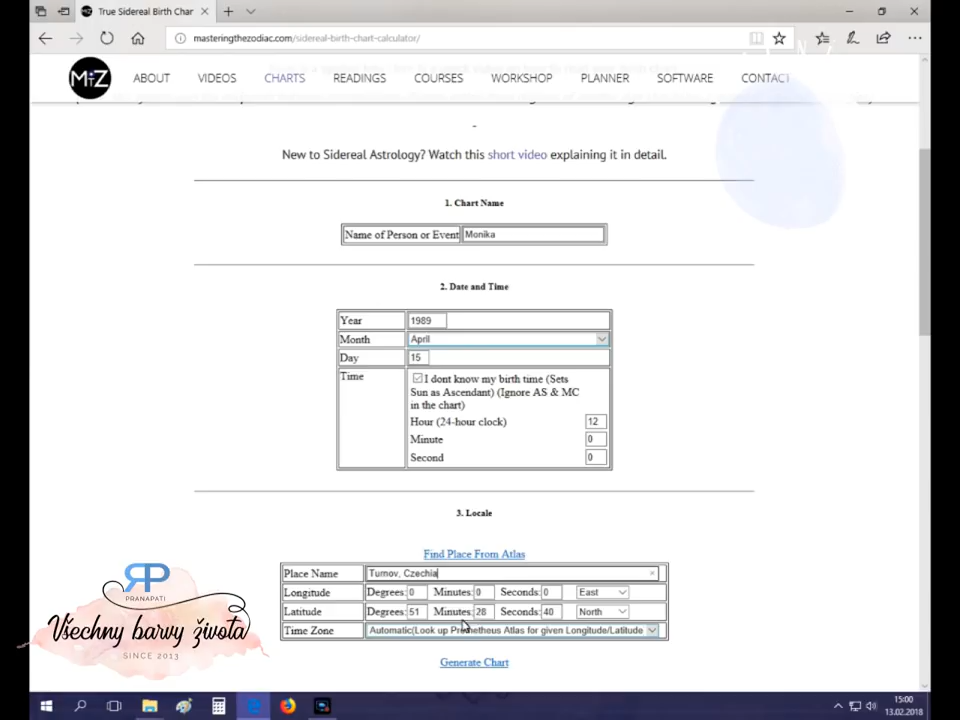 True Sidereal Birth Char
masteringthezodiac.com/sidereal-birth-chart-calculator/
MTZ ABOUT VIDEOS CHARTS READINGS COURSES WORKSHOP PLANNER SOFTWARE CONTACT
-
New to Sidereal Astrology? Watch this short video explaining it in detail.
1. Chart Name
Name of Person or Event Monika
2. Date and Time
Year 1989
Month April
Day 15
Time I dont know my birth time (Sets
Sun as Ascendant) (Ignore AS & MC
in the chart)
Hour (24-hour clock) 12
Minute 0
Second 0
3. Locale
Find Place From Atlas
Place Name Turnov, Czechia
Longitude Degrees: 0 Minutes: 0 Seconds: 0 East
Latitude Degrees: 51 Minutes: 28 Seconds: 40 North
Time Zone Automatic(Look up Prometheus Atlas for given Longitude/Latitude
Generate Chart
RP
PRANAPATI
Všechny barvy života
SINCE 2013
15:00
13.02.2018